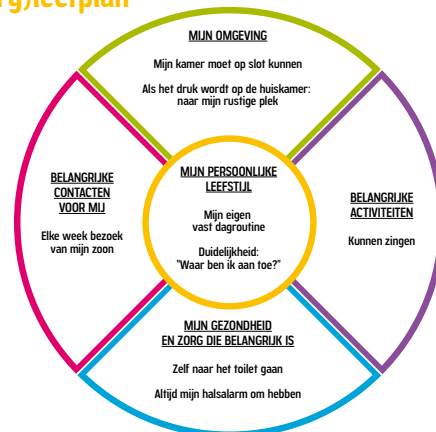 rg)leefplan
MIJN OMGEVING
Mijn kamer moet op slot kunnen
Als het druk wordt op de huiskamer:
naar mijn rustige plek
BELANGRIJKE
CONTACTEN
VOOR MIJ
Elke week bezoek
van mijn zoon
MIJN PERSOONLIJKE
LEEFSTIJL
Mijn eigen
vast dagroutine
Duidelijkheid:
"Waar ben ik aan toe?"
BELANGRIJKE
ACTIVITEITEN
Kunnen zingen
MIJN GEZONDHEID
EN ZORG DIE BELANGRIJK IS
Zelf naar het toilet gaan
Altijd mijn halsalarm om hebben